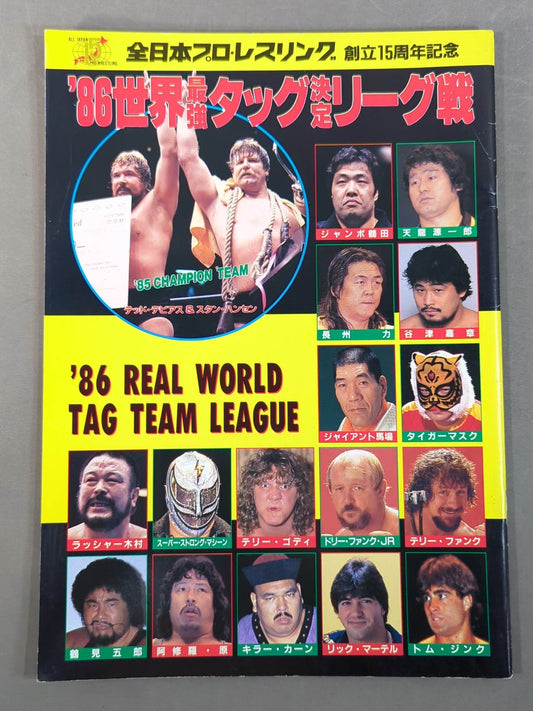 ALL JAPAN
15
PRO-WRESTLING
全日本プロ・レスリング 創立15周年記念
'86世界最強タッグ決定リーグ戦
'85 CHAMPION TEAM
テッド・デビアス & スタン・ハンセン
ジャンボ鶴田
天龍源一郎
長州 力
谷津嘉章
'86 REAL WORLD
TAG TEAM LEAGUE
ジャイアント馬場
タイガーマスク
ラッシャー木村
スーパー・ストロング・マシーン
テリー・ゴディ
ドリー・ファンク・JR
テリー・ファンク
鶴見五郎
阿修羅・原
キラー・カーン
リック・マーテル
トム・ジンク